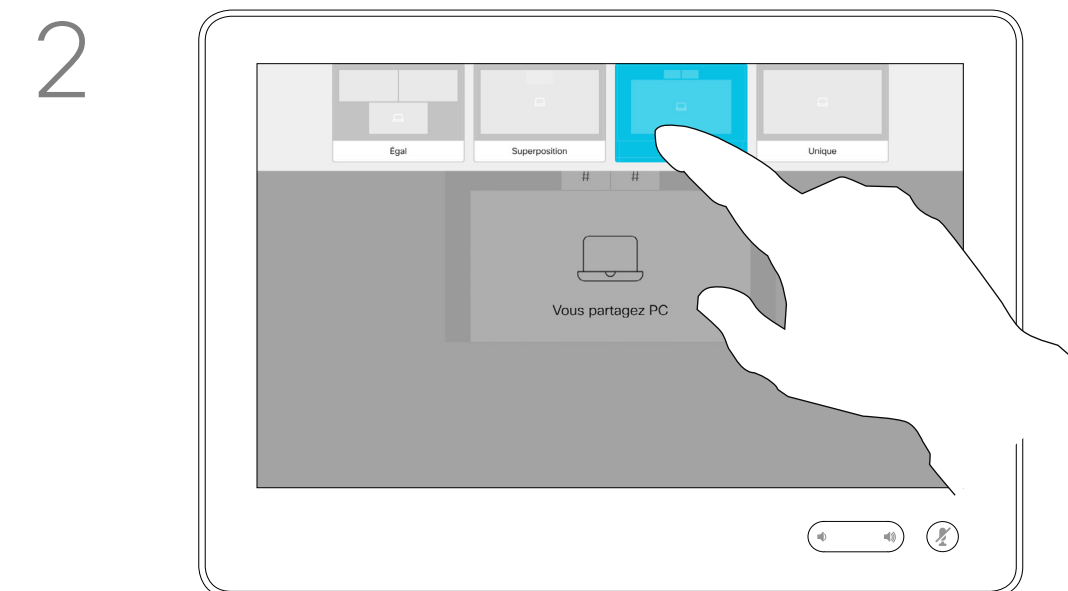 2
Égal
Superposition
Unique
# #
Vous partagez PC